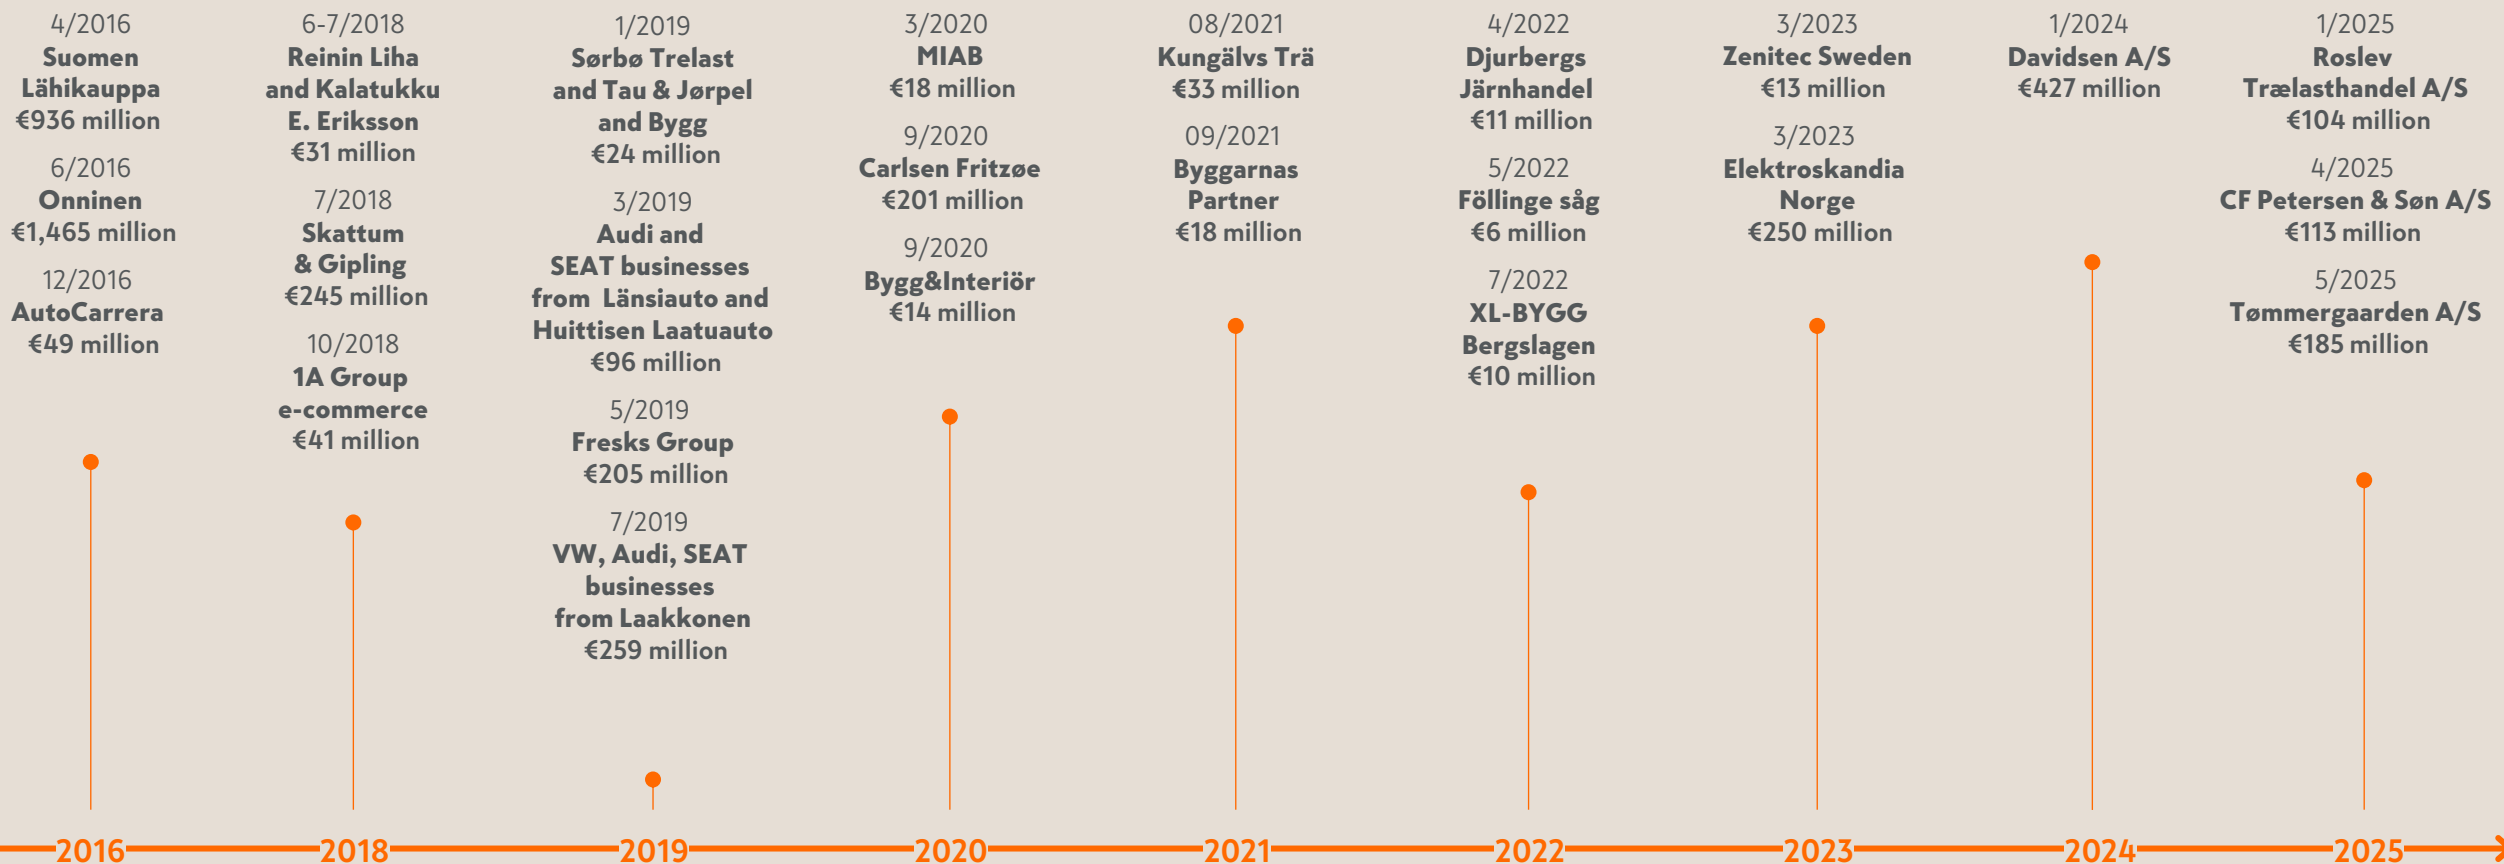 4/2016
Suomen
Lähikauppa
€936 million
6/2016
Onninen
€1,465 million
12/2016
AutoCarrera
€49 million
6-7/2018
Reinin Liha
and Kalatukku
E. Eriksson
€31 million
7/2018
Skattum
& Gipling
€245 million
10/2018
1A Group
e-commerce
€41 million
1/2019
Sørbø Trelast
and Tau & Jørpel
and Bygg
€24 million
3/2019
Audi and
SEAT businesses
from Länsiauto and
Huittisen Laatuauto
€96 million
5/2019
Fresks Group
€205 million
7/2019
VW, Audi, SEAT
businesses
from Laakkonen
€259 million
3/2020
MIAB
€18 million
9/2020
Carlsen Fritzøe
€201 million
9/2020
Bygg&Interiör
€14 million
08/2021
Kungälvs Trä
€33 million
09/2021
Byggarnas
Partner
€18 million
4/2022
Djurbergs
Järnhandel
€11 million
5/2022
Föllinge såg
€6 million
7/2022
XL-BYGG
Bergslagen
€10 million
3/2023
Zenitec Sweden
€13 million
3/2023
Elektroskandia
Norge
€250 million
1/2024
Davidsen A/S
€427 million
1/2025
Roslev
Trælasthandel A/S
€104 million
4/2025
CF Petersen & Søn A/S
€113 million
5/2025
Tømmergaarden A/S
€185 million
2016 2018 2019 2020 2021 2022 2023 2024 2025